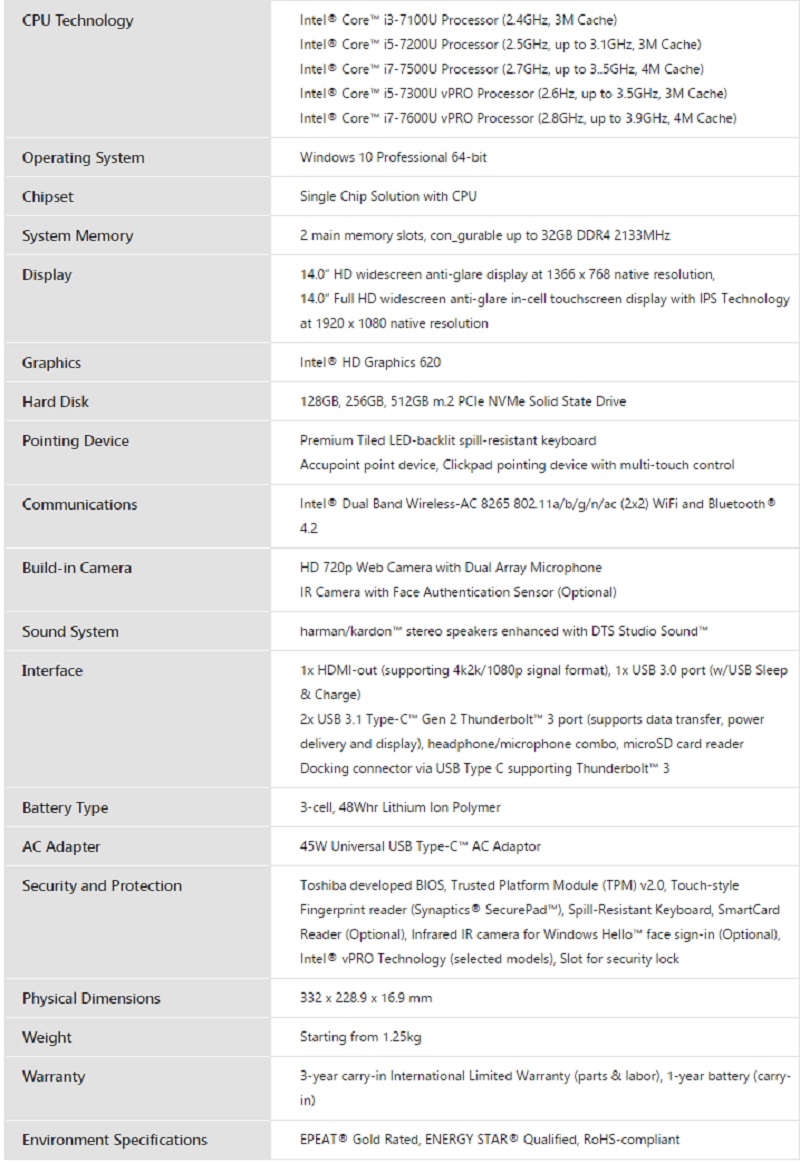 CPU Technology
Intel® Core™ i3-7100U Processor (2.4GHz, 3M Cache)
Intel® Core™ i5-7200U Processor (2.5GHz, up to 3.1GHz, 3M Cache)
Intel® Core™ i7-7500U Processor (2.7GHz, up to 3..5GHz, 4M Cache)
Intel® Core™ i5-7300U vPRO Processor (2.6Hz, up to 3.5GHz, 3M Cache)
Intel® Core™ i7-7600U vPRO Processor (2.8GHz, up to 3.9GHz, 4M Cache)
Operating System
Windows 10 Professional 64-bit
Chipset
Single Chip Solution with CPU
System Memory
2 main memory slots, con_gurable up to 32GB DDR4 2133MHz
Display
14.0" HD widescreen anti-glare display at 1366 x 768 native resolution,
14.0" Full HD widescreen anti-glare in-cell touchscreen display with IPS Technology
at 1920 x 1080 native resolution
Graphics
Intel® HD Graphics 620
Hard Disk
128GB, 256GB, 512GB m.2 PCIe NVMe Solid State Drive
Pointing Device
Premium Tiled LED-backlit spill-resistant keyboard
Accupoint point device, Clickpad pointing device with multi-touch control
Communications
Intel® Dual Band Wireless-AC 8265 802.11a/b/g/n/ac (2x2) WiFi and Bluetooth®
4.2
Build-in Camera
HD 720p Web Camera with Dual Array Microphone
IR Camera with Face Authentication Sensor (Optional)
Sound System
harman/kardon™ stereo speakers enhanced with DTS Studio Sound™
Interface
1x HDMI-out (supporting 4k2k/1080p signal format), 1x USB 3.0 port (w/USB Sleep
& Charge)
2x USB 3.1 Type-C™ Gen 2 Thunderbolt™ 3 port (supports data transfer, power
delivery and display), headphone/microphone combo, microSD card reader
Docking connector via USB Type C supporting Thunderbolt™ 3
Battery Type
3-cell, 48Whr Lithium Ion Polymer
AC Adapter
45W Universal USB Type-C™ AC Adaptor
Security and Protection
Toshiba developed BIOS, Trusted Platform Module (TPM) v2.0, Touch-style
Fingerprint reader (Synaptics® SecurePad™), Spill-Resistant Keyboard, SmartCard
Reader (Optional), Infrared IR camera for Windows Hello™ face sign-in (Optional),
Intel® vPRO Technology (selected models), Slot for security lock
Physical Dimensions
332 x 228.9 x 16.9 mm
Weight
Starting from 1.25kg
Warranty
3-year carry-in International Limited Warranty (parts & labor), 1-year battery (carry-
in)
Environment Specifications
EPEAT® Gold Rated, ENERGY STAR® Qualified, RoHS-compliant